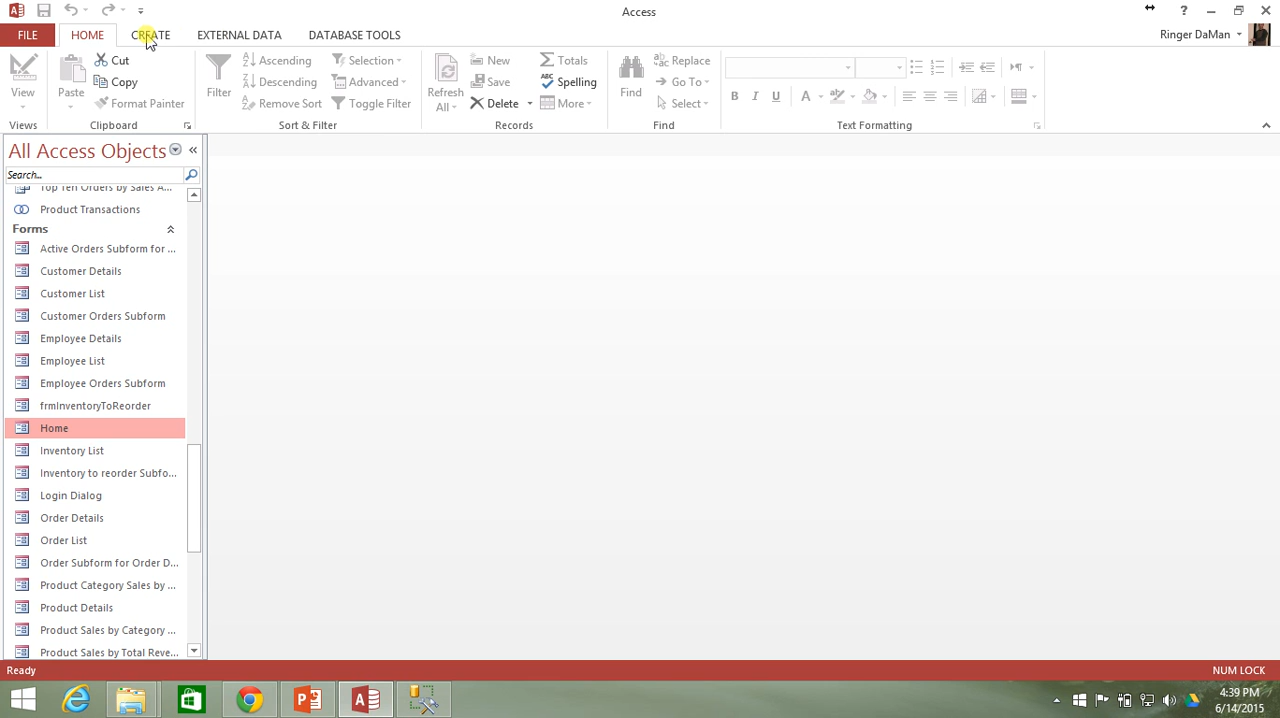 Access
Ringer DaMan
FILE HOME CREATE EXTERNAL DATA DATABASE TOOLS
View
Views
Paste
Cut
Copy
Format Painter
Clipboard
Filter
Ascending
Descending
Remove Sort
Selection
Advanced
Toggle Filter
Sort & Filter
Refresh
All
New
Save
Delete
Totals
Spelling
More
Records
Find
Replace
Go To
Select
Find
B I U A
Text Formatting
All Access Objects
Search...
Top Ten Orders by Sales A...
Product Transactions
Forms
Active Orders Subform for ...
Customer Details
Customer List
Customer Orders Subform
Employee Details
Employee List
Employee Orders Subform
frmInventoryToReorder
Home
Inventory List
Inventory to reorder Subfo...
Login Dialog
Order Details
Order List
Order Subform for Order D...
Product Category Sales by ...
Product Details
Product Sales by Category ...
Product Sales by Total Reve...
Ready
NUM LOCK
4:39 PM
6/14/2015